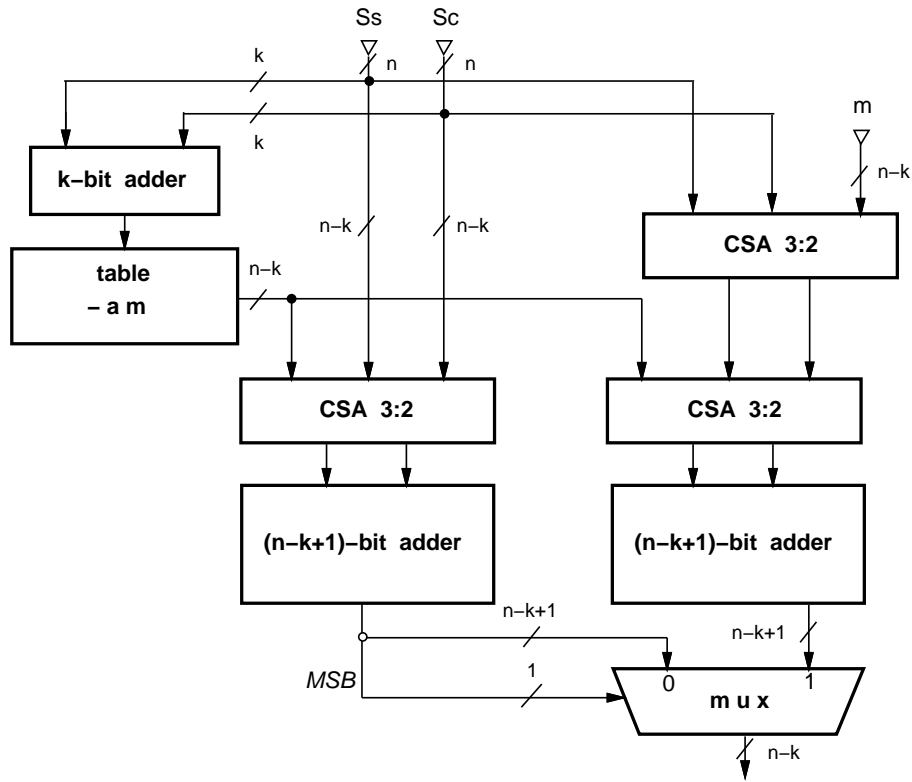 Ss Sc
k n n
m
k
k−bit adder
n−k
n−k n−k
CSA 3:2
table
− a m
n−k
CSA 3:2
CSA 3:2
(n−k+1)−bit adder
(n−k+1)−bit adder
n−k+1
n−k+1
MSB
1
0 1
m u x
n−k